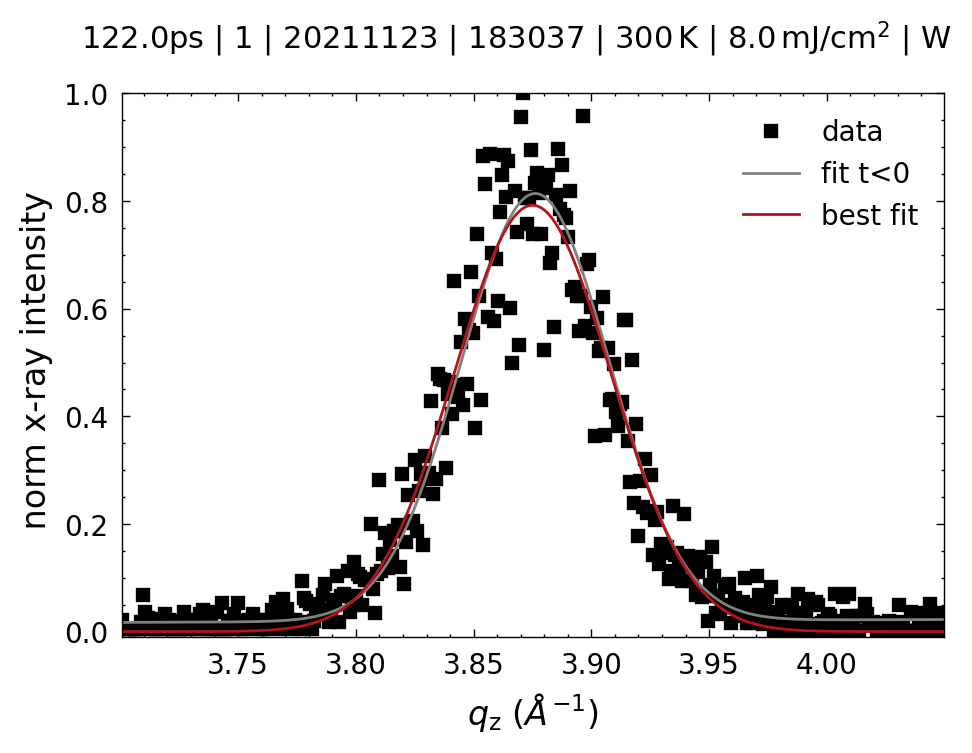 122.0ps | 1 | 20211123 | 183037 | 300 K | 8.0 mJ/cm² | W
1.0
0.8
0.6
0.4
0.2
0.0
norm x-ray intensity
data
fit t<0
best fit
3.75 3.80 3.85 3.90 3.95 4.00
q_z (Å⁻¹)